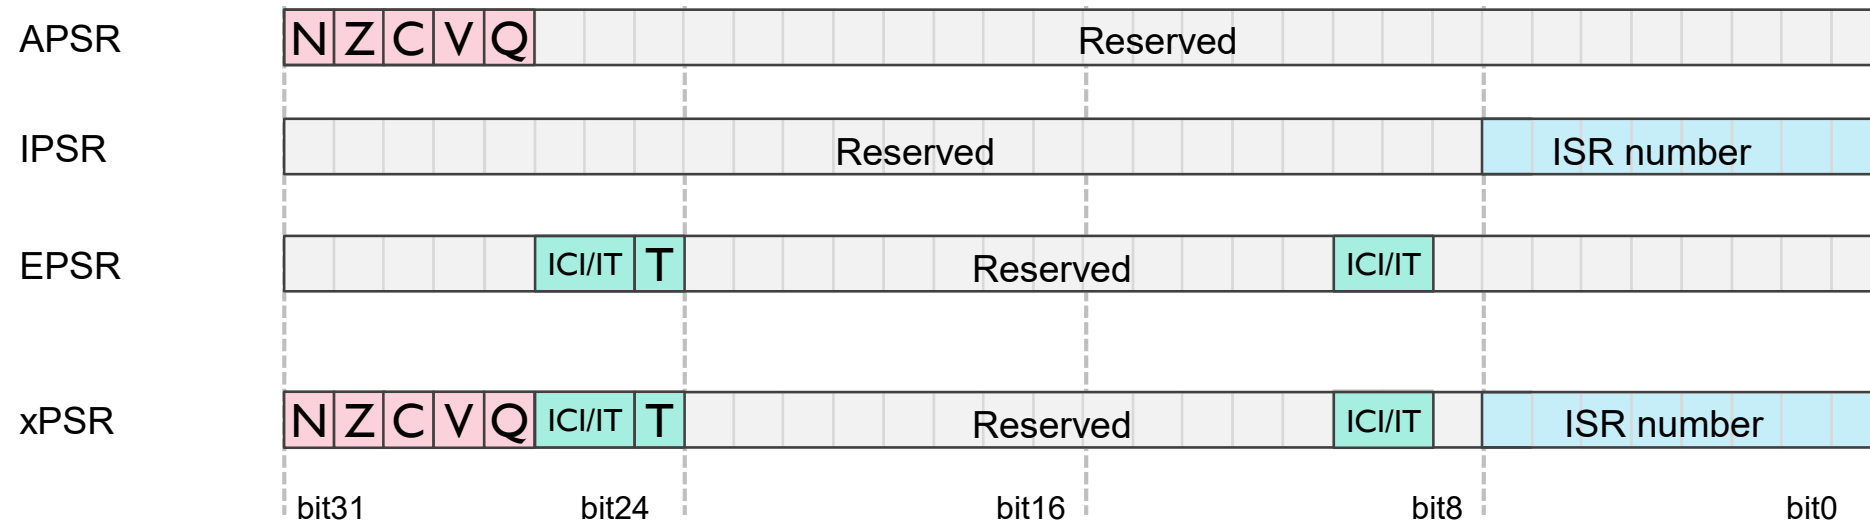 APSR N Z C V Q Reserved
IPSR Reserved ISR number
EPSR ICI/IT T Reserved ICI/IT
xPSR N Z C V Q ICI/IT T Reserved ICI/IT ISR number
bit31 bit24 bit16 bit8 bit0